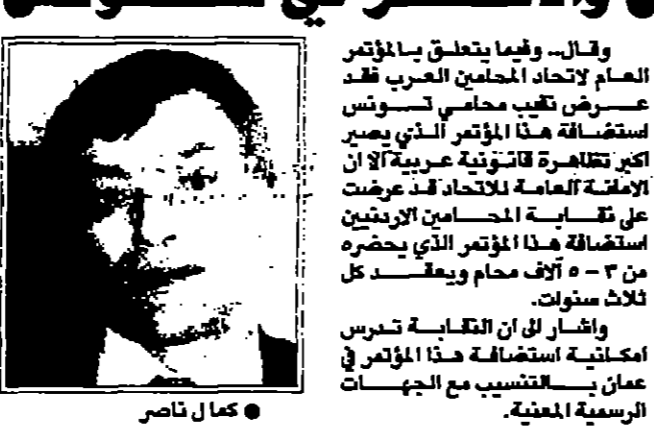 في
وقال.. وفيما يتعلق بالمؤتمر
العام لاتحاد المحامين العرب فقد
عرض نقيب محامي تونس
استضافة هذا المؤتمر الذي يصير
اكبر تظاهرة قانونية عربية الا ان
الامانة العامة للاتحاد قد عرضت
على نقابة المحامين الاردنيين
استضافة هذا المؤتمر الذي يحضره
من ٣ - ٥ آلاف محام ويعقد كل
ثلاث سنوات.
واشار الى ان النقابة تدرس
امكانية استضافة هذا المؤتمر في
عمان بالتنسيب مع الجهات
الرسمية المعنية.
● كمال ناصر